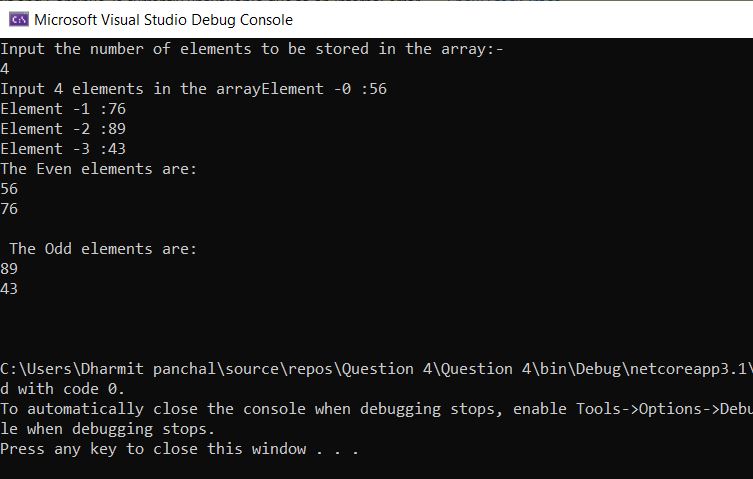 Microsoft Visual Studio Debug Console
Input the number of elements to be stored in the array:-
4
Input 4 elements in the arrayElement -0 :56
Element -1 :76
Element -2 :89
Element -3 :43
The Even elements are:
56
76
 The Odd elements are:
89
43
C:\Users\Dharmit panchal\source\repos\Question 4\Question 4\bin\Debug\netcoreapp3.1\
d with code 0.
To automatically close the console when debugging stops, enable Tools->Options->Debu
le when debugging stops.
Press any key to close this window . . .